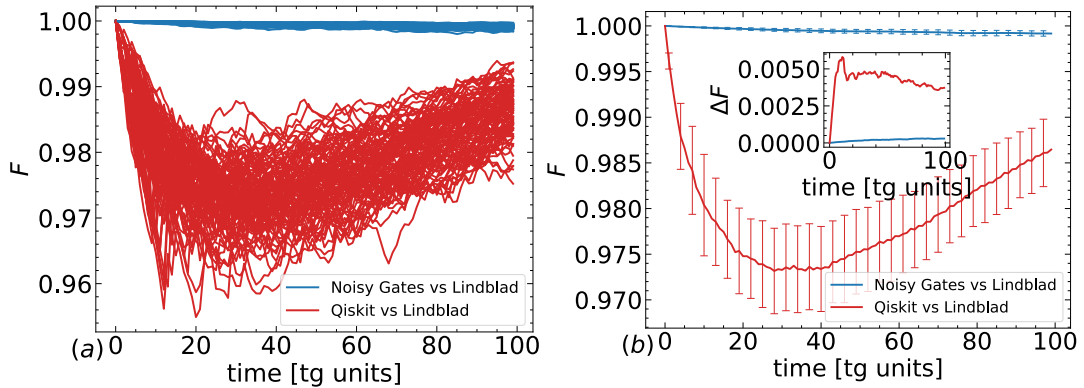 1.00
0.99
0.98
0.97
0.96
F
0 20 40 60 80 100
time [tg units]
(a)
Noisy Gates vs Lindblad
Qiskit vs Lindblad
1.000
0.995
0.990
0.985
0.980
0.975
0.970
F
0 20 40 60 80 100
time [tg units]
(b)
Noisy Gates vs Lindblad
Qiskit vs Lindblad
0.0050
0.0025
0.0000
ΔF
0 100
time [tg units]